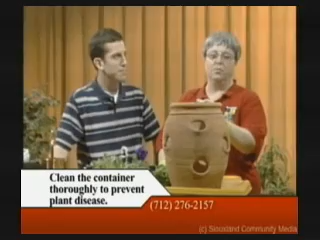 Clean the container
thoroughly to prevent
plant disease.
(712) 276-2157
(c) Siouxland Community Media